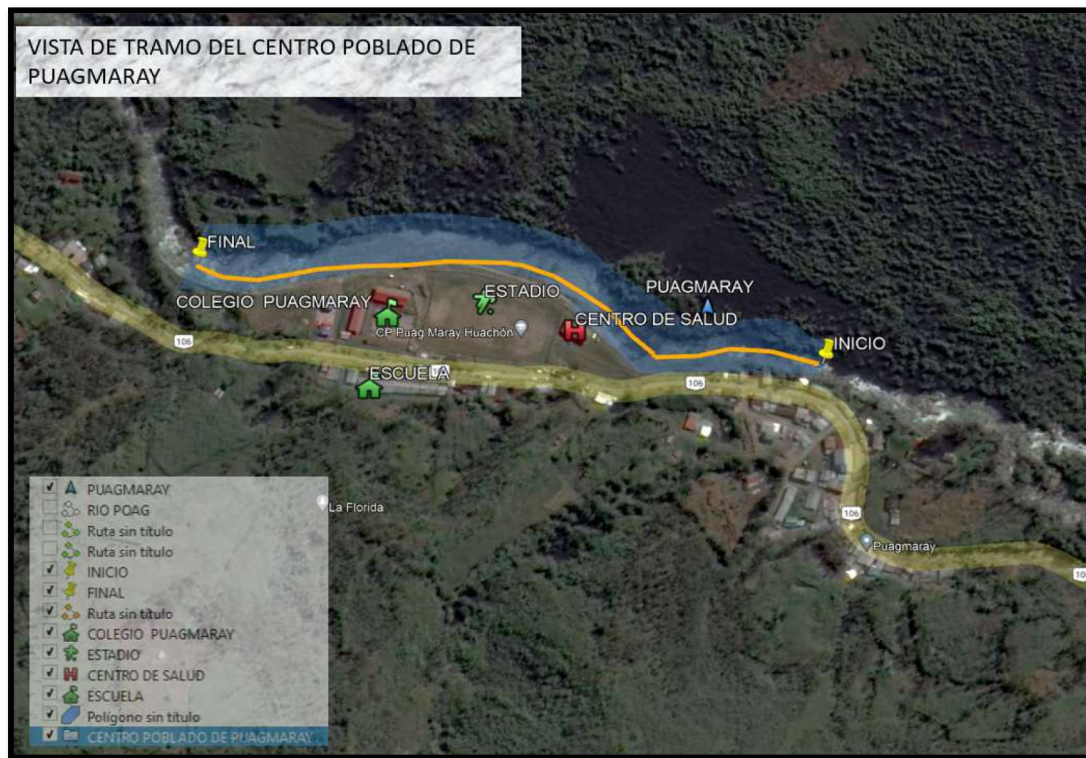 VISTA DE TRAMO DEL CENTRO POBLADO DE
PUAGMARAY
FINAL
COLEGIO PUAGMARAY
ESTADIO
PUAGMARAY
CP Puag Maray Huachón
CENTRO DE SALUD
INICIO
106
ESCUELA
106
106
106
Puagmaray
La Florida
PUAGMARAY
RIO POAG
Ruta sin título
Ruta sin título
INICIO
FINAL
Ruta sin título
COLEGIO PUAGMARAY
ESTADIO
CENTRO DE SALUD
ESCUELA
Polígono sin título
CENTRO POBLADO DE PUAGMARAY